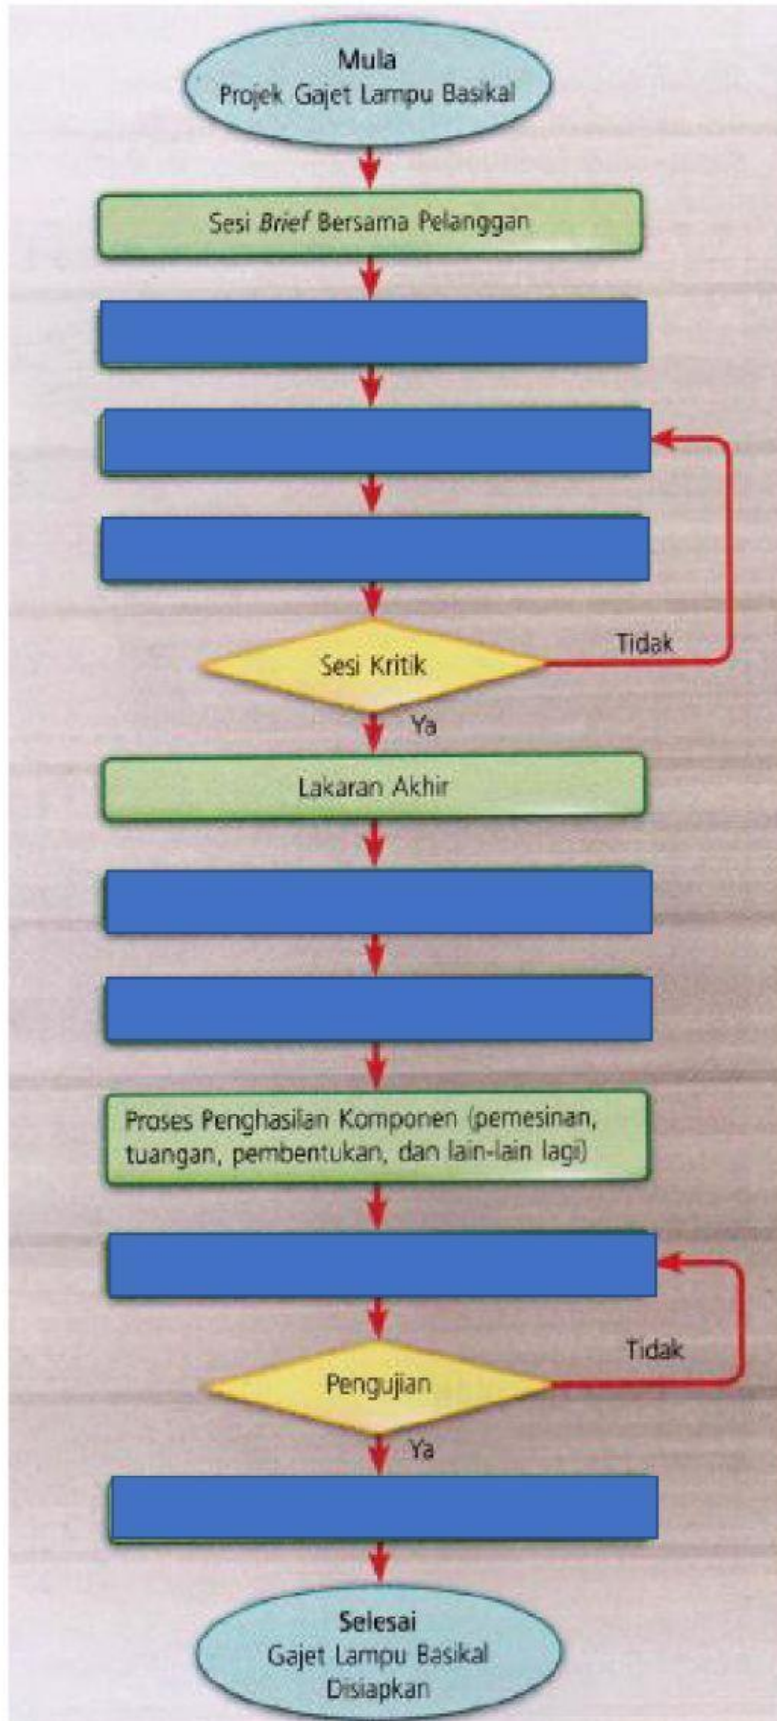 Mula
Projek Gajet Lampu Basikal
Sesi Brief Bersama Pelanggan
Sesi Kritik
Tidak
Ya
Lakaran Akhir
Proses Penghasilan Komponen (pemesinan,
tuangan, pembentukan, dan lain-lain lagi)
Pengujian
Tidak
Ya
Selesai
Gajet Lampu Basikal
Disiapkan